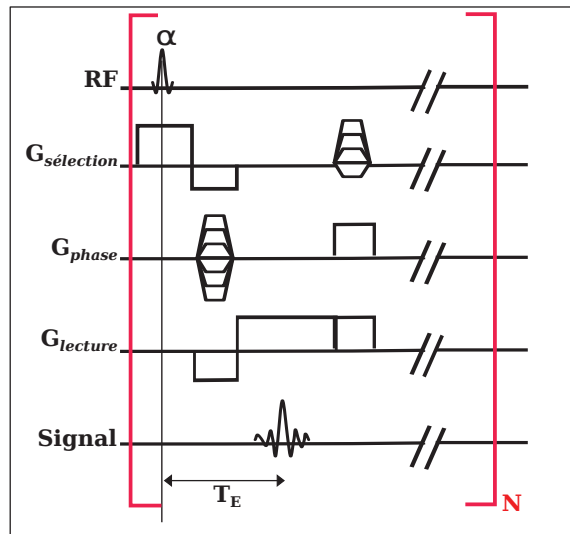 α
RF
Gsélection
Gphase
Glecture
Signal
TE
N